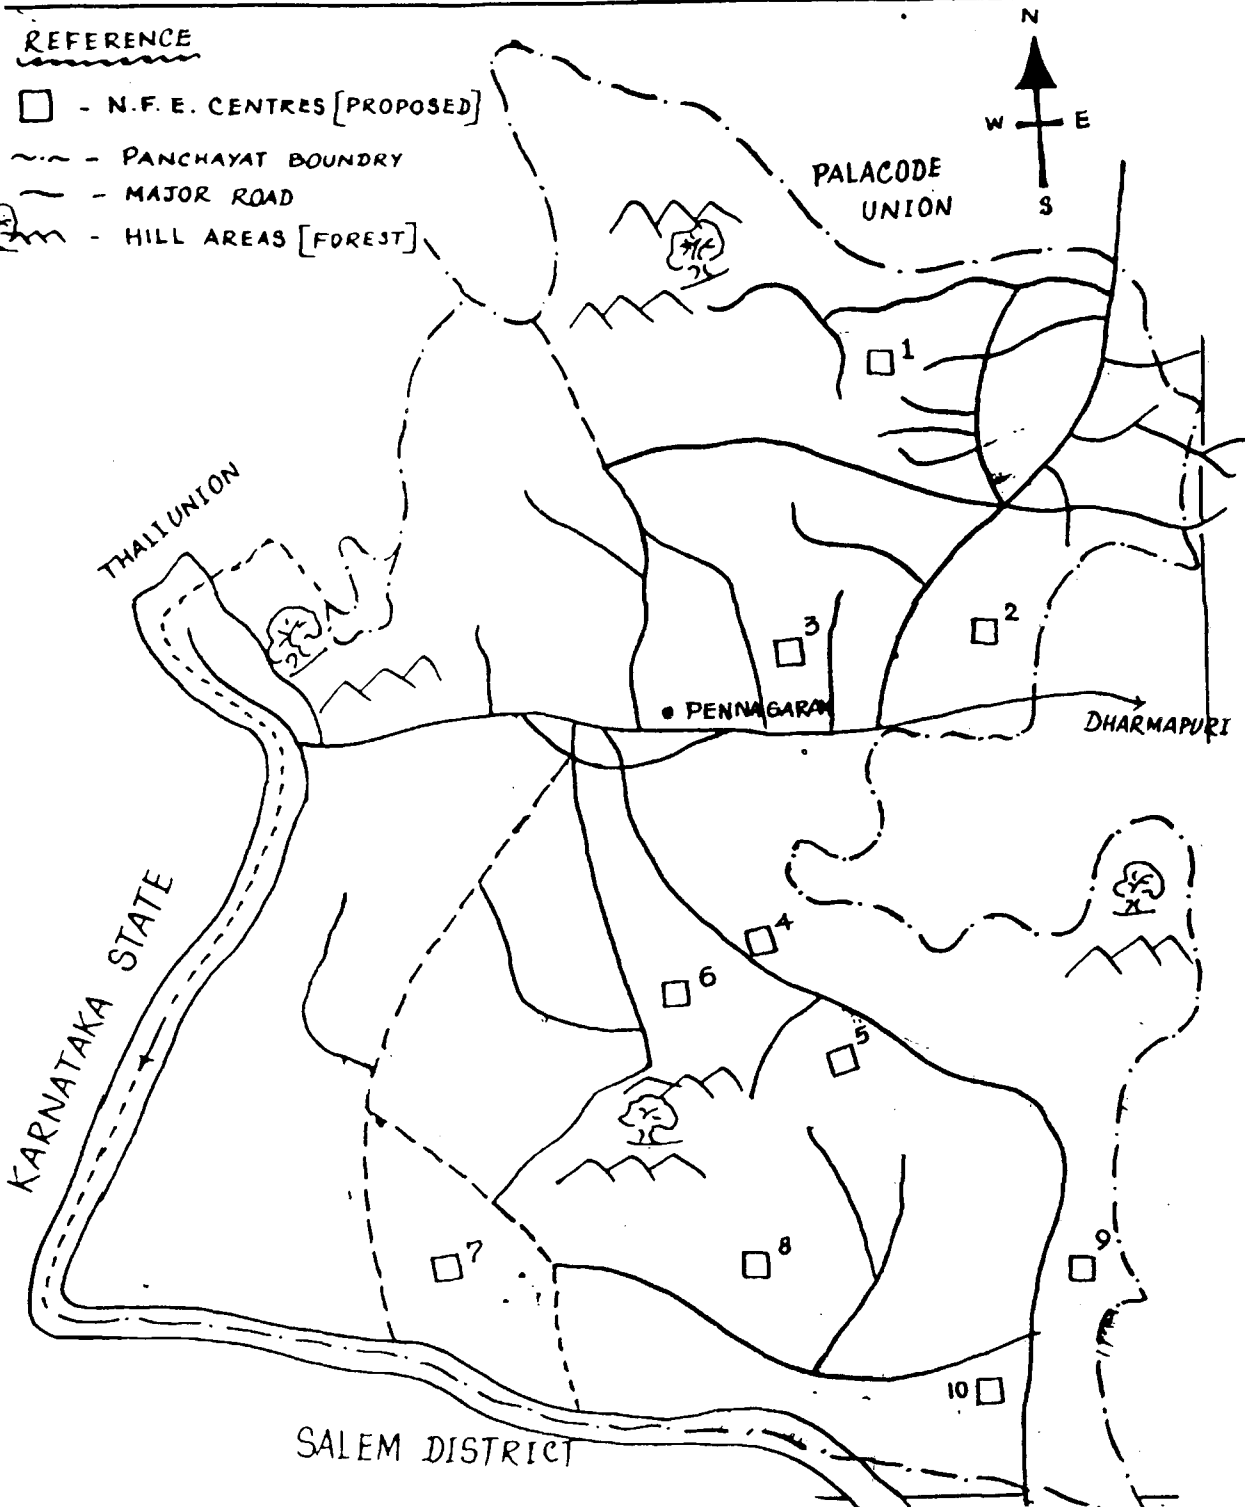 REFERENCE
- N.F.E. CENTRES [PROPOSED]
- PANCHAYAT BOUNDRY
- MAJOR ROAD
- HILL AREAS [FOREST]
N
W E
S
PALACODE
UNION
1
THALI UNION
2
3
PENNAGARAM
DHARMAPURI
KARNATAKA STATE
4
6
5
7
8
9
10
SALEM DISTRICT